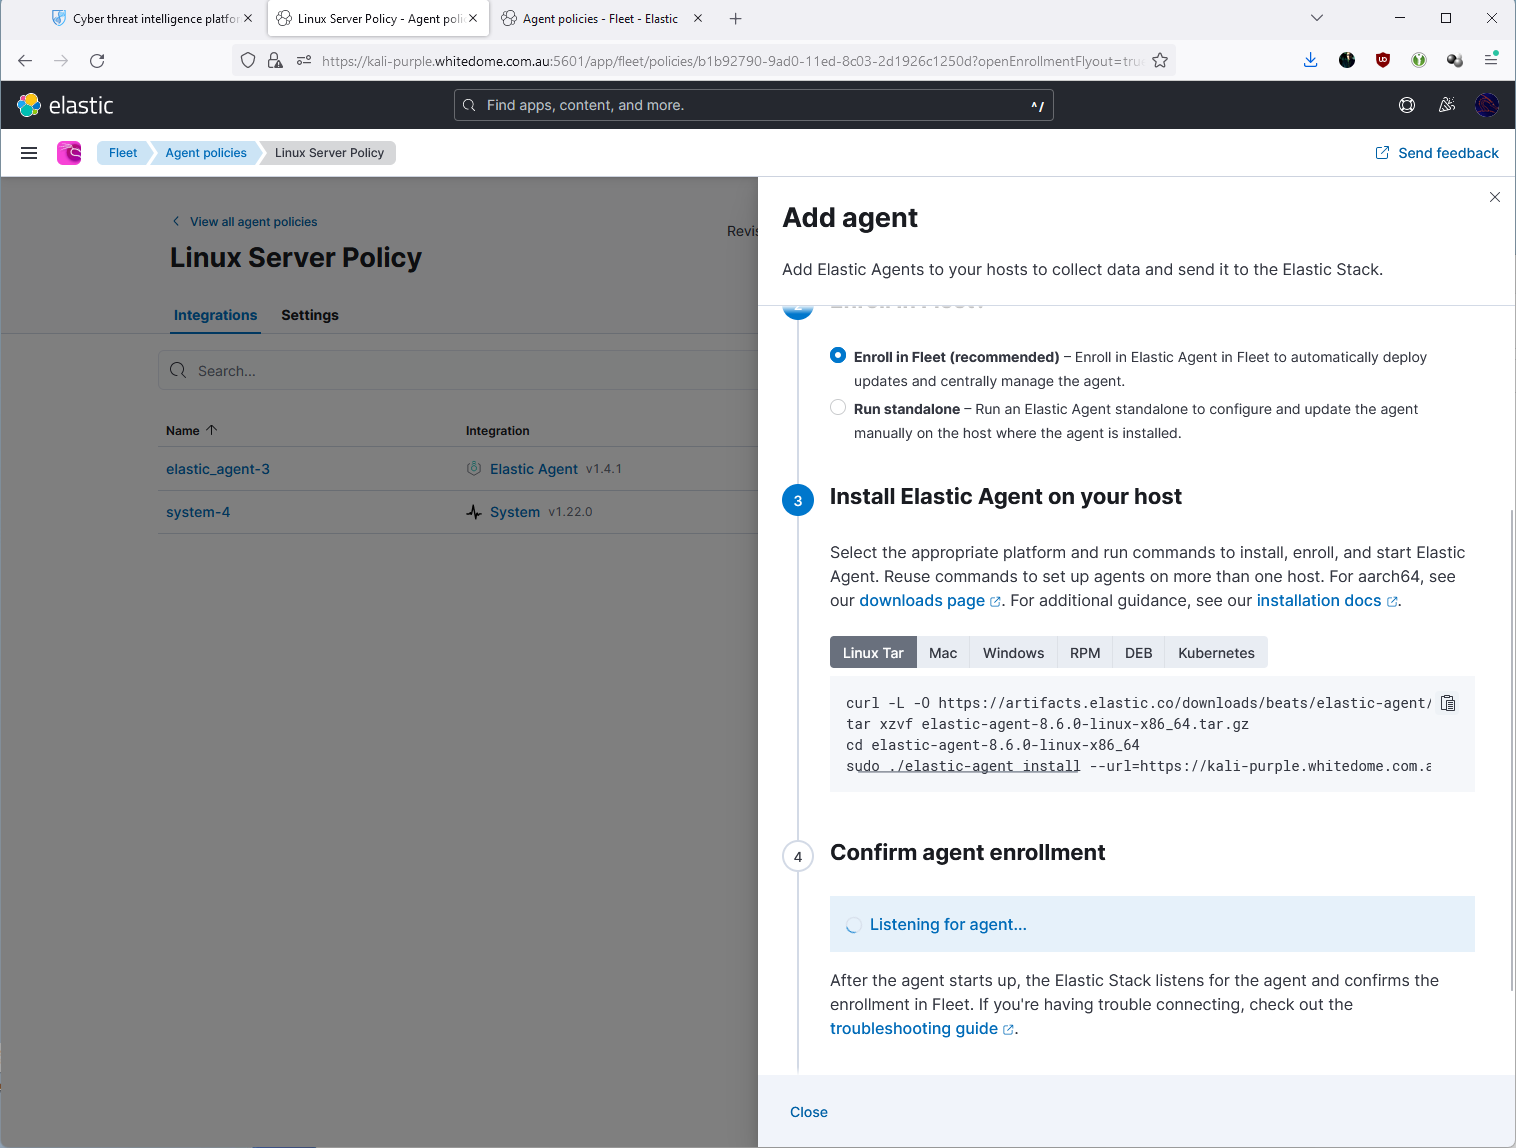 Cyber threat intelligence platfor
Linux Server Policy - Agent poli
Agent policies - Fleet - Elastic
https://kali-purple.whitedome.com.au:5601/app/fleet/policies/b1b92790-9ad0-11ed-8c03-2d1926c1250d?openEnrollmentFlyout=true
elastic
Find apps, content, and more.
^/
Fleet
Agent policies
Linux Server Policy
Send feedback
View all agent policies
Linux Server Policy
Revis
Integrations
Settings
Search...
Name
Integration
elastic_agent-3
Elastic Agent v1.4.1
system-4
System v1.22.0
Add agent
Add Elastic Agents to your hosts to collect data and send it to the Elastic Stack.
2
Enroll in Fleet?
Enroll in Fleet (recommended) – Enroll in Elastic Agent in Fleet to automatically deploy
updates and centrally manage the agent.
Run standalone – Run an Elastic Agent standalone to configure and update the agent
manually on the host where the agent is installed.
3
Install Elastic Agent on your host
Select the appropriate platform and run commands to install, enroll, and start Elastic
Agent. Reuse commands to set up agents on more than one host. For aarch64, see
our downloads page. For additional guidance, see our installation docs.
Linux Tar
Mac
Windows
RPM
DEB
Kubernetes
curl -L -O https://artifacts.elastic.co/downloads/beats/elastic-agent/
tar xzvf elastic-agent-8.6.0-linux-x86_64.tar.gz
cd elastic-agent-8.6.0-linux-x86_64
sudo ./elastic-agent install --url=https://kali-purple.whitedome.com.a
4
Confirm agent enrollment
Listening for agent...
After the agent starts up, the Elastic Stack listens for the agent and confirms the
enrollment in Fleet. If you're having trouble connecting, check out the
troubleshooting guide.
Close